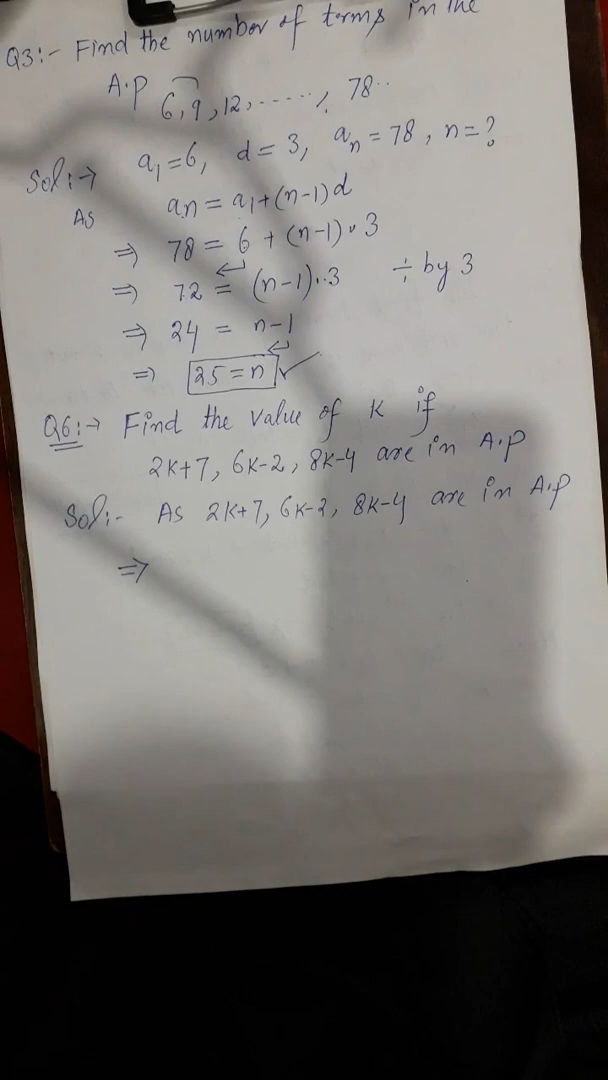 Q3:- Find the number of terms in the
A.P 6, 9, 12, ......, 78..
Sol:→ a₁=6, d=3, aₙ=78, n=?
As an = a₁+(n-1)d
⇒ 78 = 6 + (n-1)·3
⇒ 72 = (n-1)·3 ÷ by 3
⇒ 24 = n-1
⇒ 25=n ✓
Q6:→ Find the value of K if
2K+7, 6K-2, 8K-4 are in A.p
Sol:- As 2K+7, 6K-2, 8K-4 are in A.p
⇒